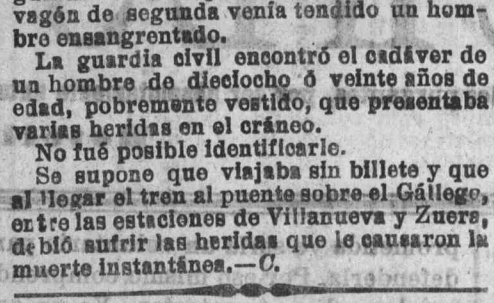 vagón de segunda venía tendido un hom-
bre ensangrentado.
La guardia civil encontró el cadáver de
un hombre de dieciocho ó veinte años de
edad, pobremente vestido, que presentaba
varias heridas en el cráneo.
No fué posible identificarle.
Se supone que viajaba sin billete y que
al llegar el tren al puente sobre el Gállego,
entre las estaciones de Villanueva y Zuera,
debió sufrir las heridas que le causaron la
muerte instantánea.—C.